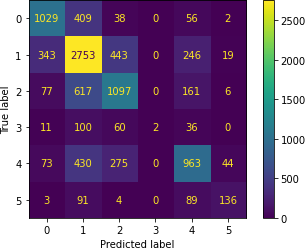 0 1029 409 38 0 56 2
1 343 2753 443 0 246 19
2 77 617 1097 0 161 6
3 11 100 60 2 36 0
4 73 430 275 0 963 44
5 3 91 4 0 89 136
0 1 2 3 4 5
Predicted label
True label
2500
2000
1500
1000
500
0